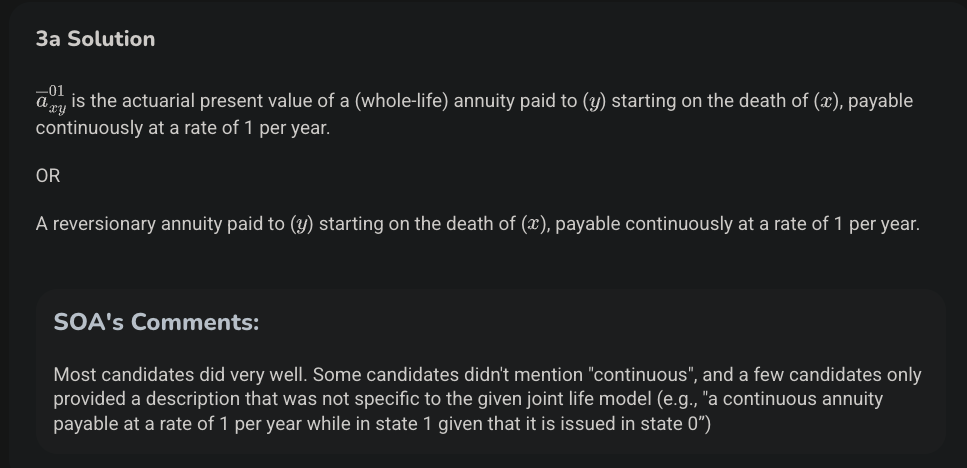 3a Solution
a̅⁰¹ₓᵧ is the actuarial present value of a (whole-life) annuity paid to (y) starting on the death of (x), payable
continuously at a rate of 1 per year.
OR
A reversionary annuity paid to (y) starting on the death of (x), payable continuously at a rate of 1 per year.
SOA's Comments:
Most candidates did very well. Some candidates didn't mention "continuous", and a few candidates only
provided a description that was not specific to the given joint life model (e.g., "a continuous annuity
payable at a rate of 1 per year while in state 1 given that it is issued in state 0”)